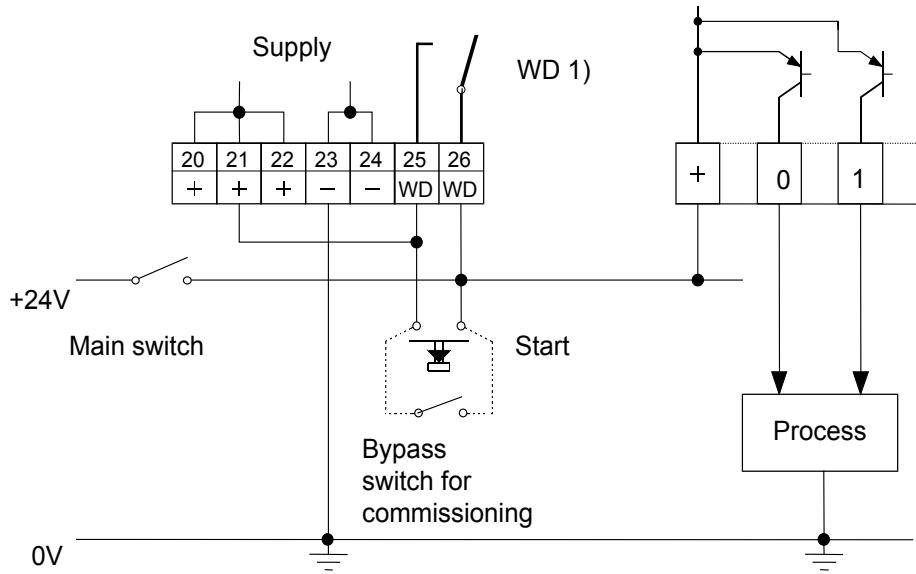 Supply
WD 1)
20 21 22 23 24 25 26
+ + + − − WD WD
+ 0 1
+24V
Main switch
Start
Process
Bypass
switch for
commissioning
0V